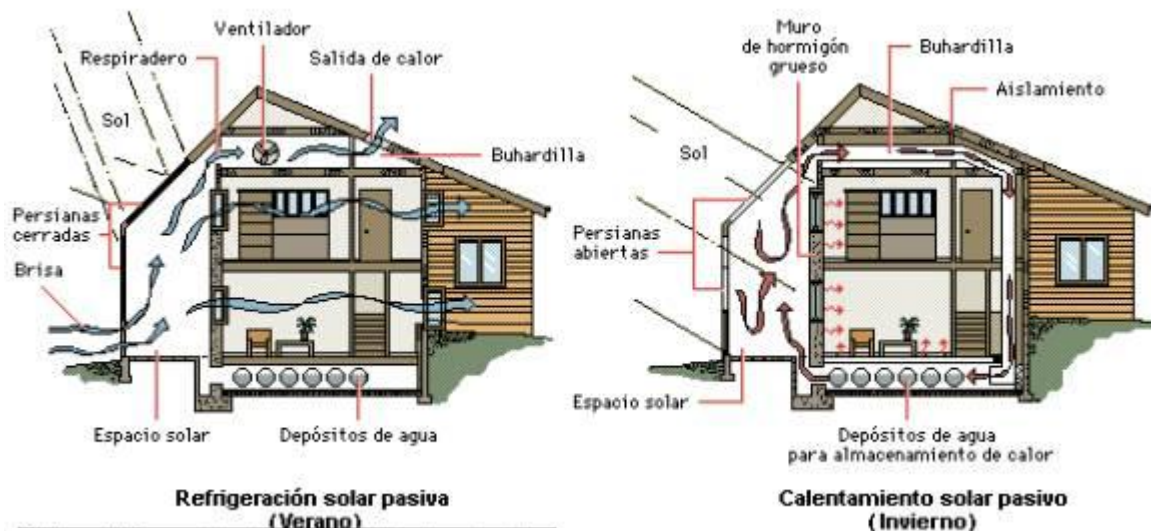 Ventilador
Respiradero
Salida de calor
Sol
Buhardilla
Persianas
cerradas
Brisa
Espacio solar
Depósitos de agua
Refrigeración solar pasiva
(Verano)
Muro
de hormigón
grueso
Buhardilla
Aislamiento
Sol
Persianas
abiertas
Espacio solar
Depósitos de agua
para almacenamiento de calor
Calentamiento solar pasivo
(Invierno)